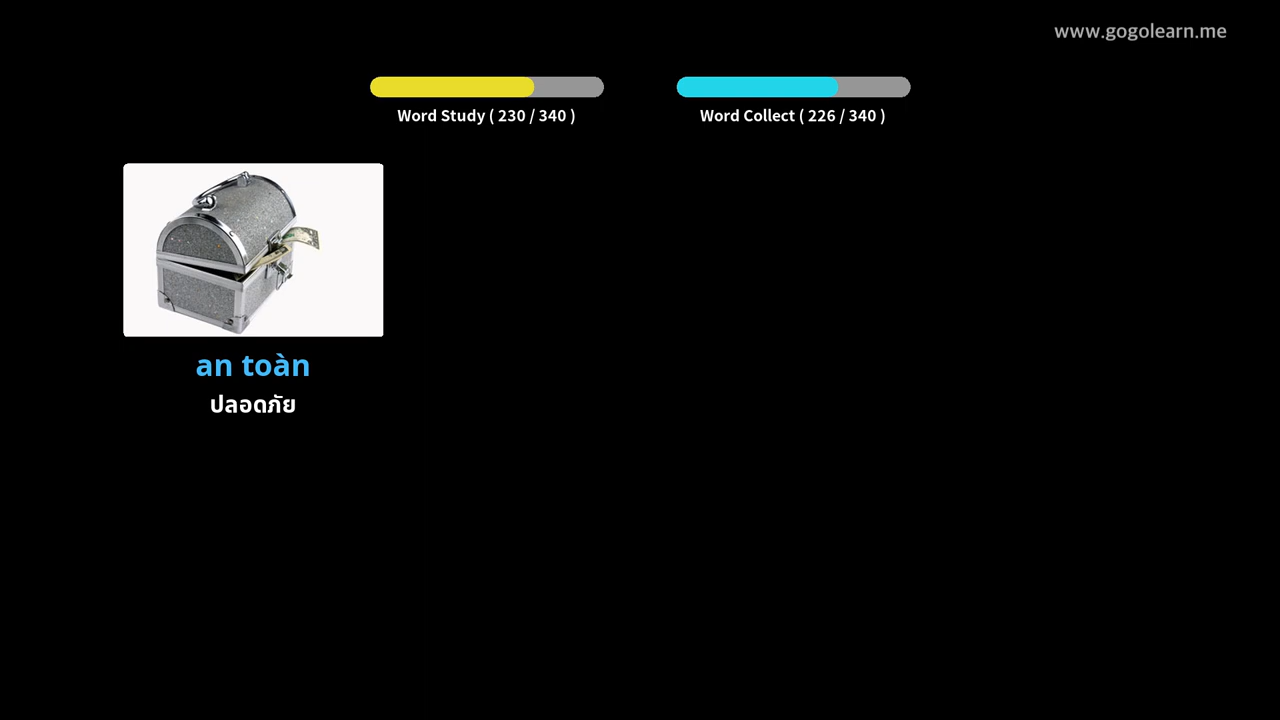 www.gogolearn.me
Word Study ( 230 / 340 )
Word Collect ( 226 / 340 )
an toàn
ปลอดภัย